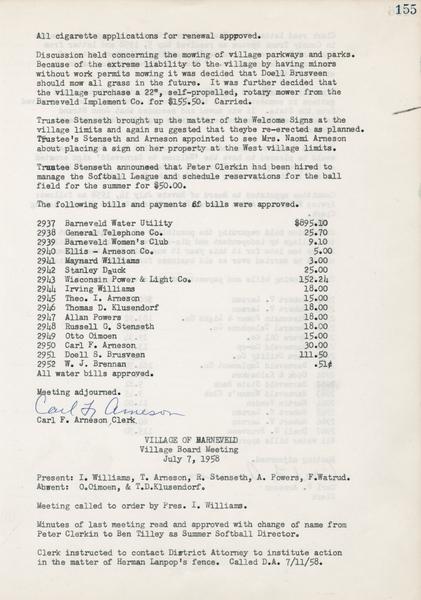 155
All cigarette applications for renewal approved.
Discussion held concerning the mowing of village parkways and parks.
Because of the extreme liability to the village by having minors
without work permits mowing it was decided that Doell Brusveen
should mow all grass in the future. It was further decided that
the village purchase a 22", self-propelled, rotary mower from the
Barneveld Implement Co. for $155.50. Carried.
Trustee Stenseth brought up the matter of the Welcome Signs at the
village limits and again su ggested that theybe re-erected as planned.
Trustee's Stenseth and Arneson appointed to see Mrs. Naomi Arneson
about placing a sign on her property at the West village limits.
Trustee Stenseth announsed that Peter Clerkin had been hired to
manage the Softball League and schedule reservations for the ball
field for the summer for $50.00.
The following bills and payments of bills were approved.
2937 Barneveld Water Utility $895.10
2938 General Telephone Co. 25.70
2939 Barneveld Women's Club 9.10
2940 Ellis - Arneson Co. 5.00
2941 Maynard Williams 3.00
2942 Stanley Dauck 25.00
2943 Wisconsin Power & Light Co. 152.24
2944 Irving Williams 18.00
2945 Theo. I. Arneson 15.00
2946 Thomas D. Klusendorf 18.00
2947 Allan Powers 18.00
2948 Russell G. Stenseth 18.00
2949 Otto Oimoen 15.00
2950 Carl F. Arneson 30.00
2951 Doell S. Brusveen 111.50
2952 W. J. Brennan .51¢
All water bills approved.
Meeting adjourned.
Carl F Arneson
Carl F. Arneson Clerk
VILLAGE OF BARNEVELD
Village Board Meeting
July 7, 1958
Present: I. Williams, T. Arneson, R. Stenseth, A. Powers, F.Watrud.
Absent: O.Oimoen, & T.D.Klusendorf.
Meeting called to order by Pres. I. Williams.
Minutes of last meeting read and approved with change of name from
Peter Clerkin to Ben Tilley as Summer Softball Director.
Clerk instructed to contact District Attorney to institute action
in the matter of Herman Lanpop's fence. Called D.A. 7/11/58.